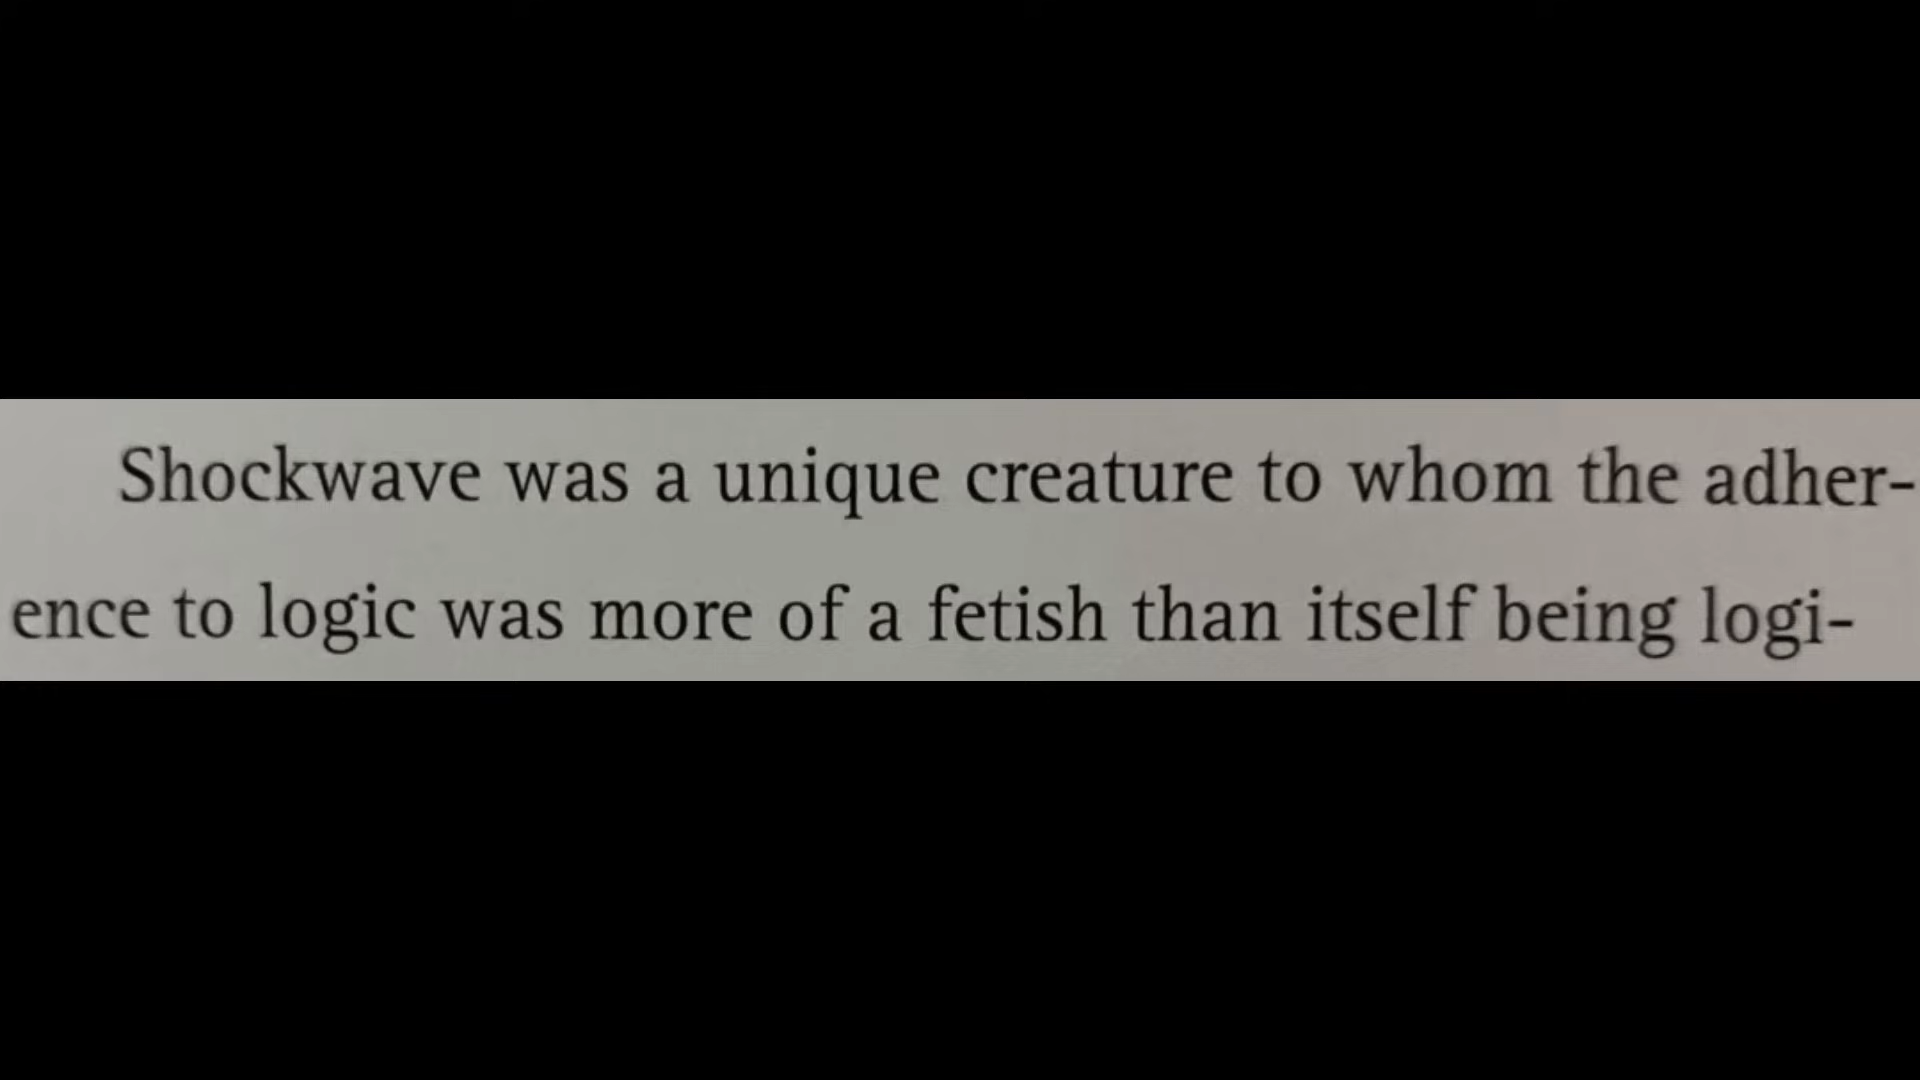 Shockwave was a unique creature to whom the adher-
ence to logic was more of a fetish than itself being logi-